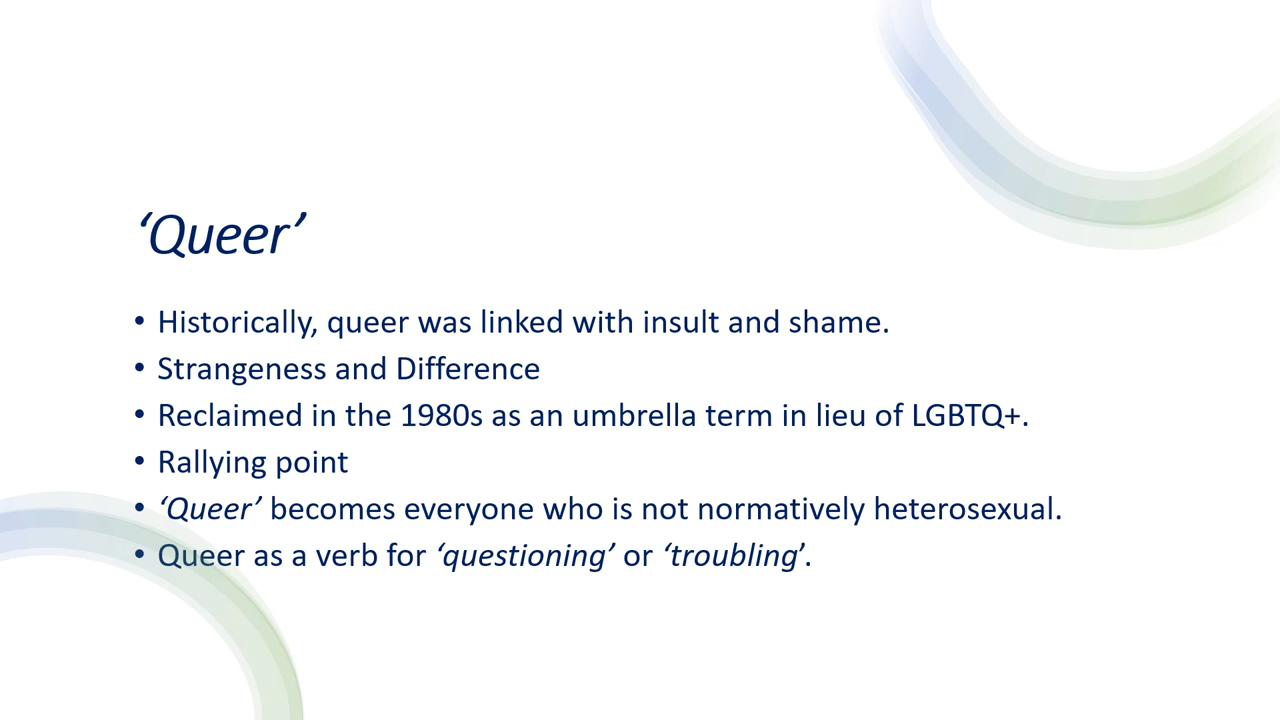 ‘Queer’
• Historically, queer was linked with insult and shame.
• Strangeness and Difference
• Reclaimed in the 1980s as an umbrella term in lieu of LGBTQ+.
• Rallying point
• ‘Queer’ becomes everyone who is not normatively heterosexual.
• Queer as a verb for ‘questioning’ or ‘troubling’.